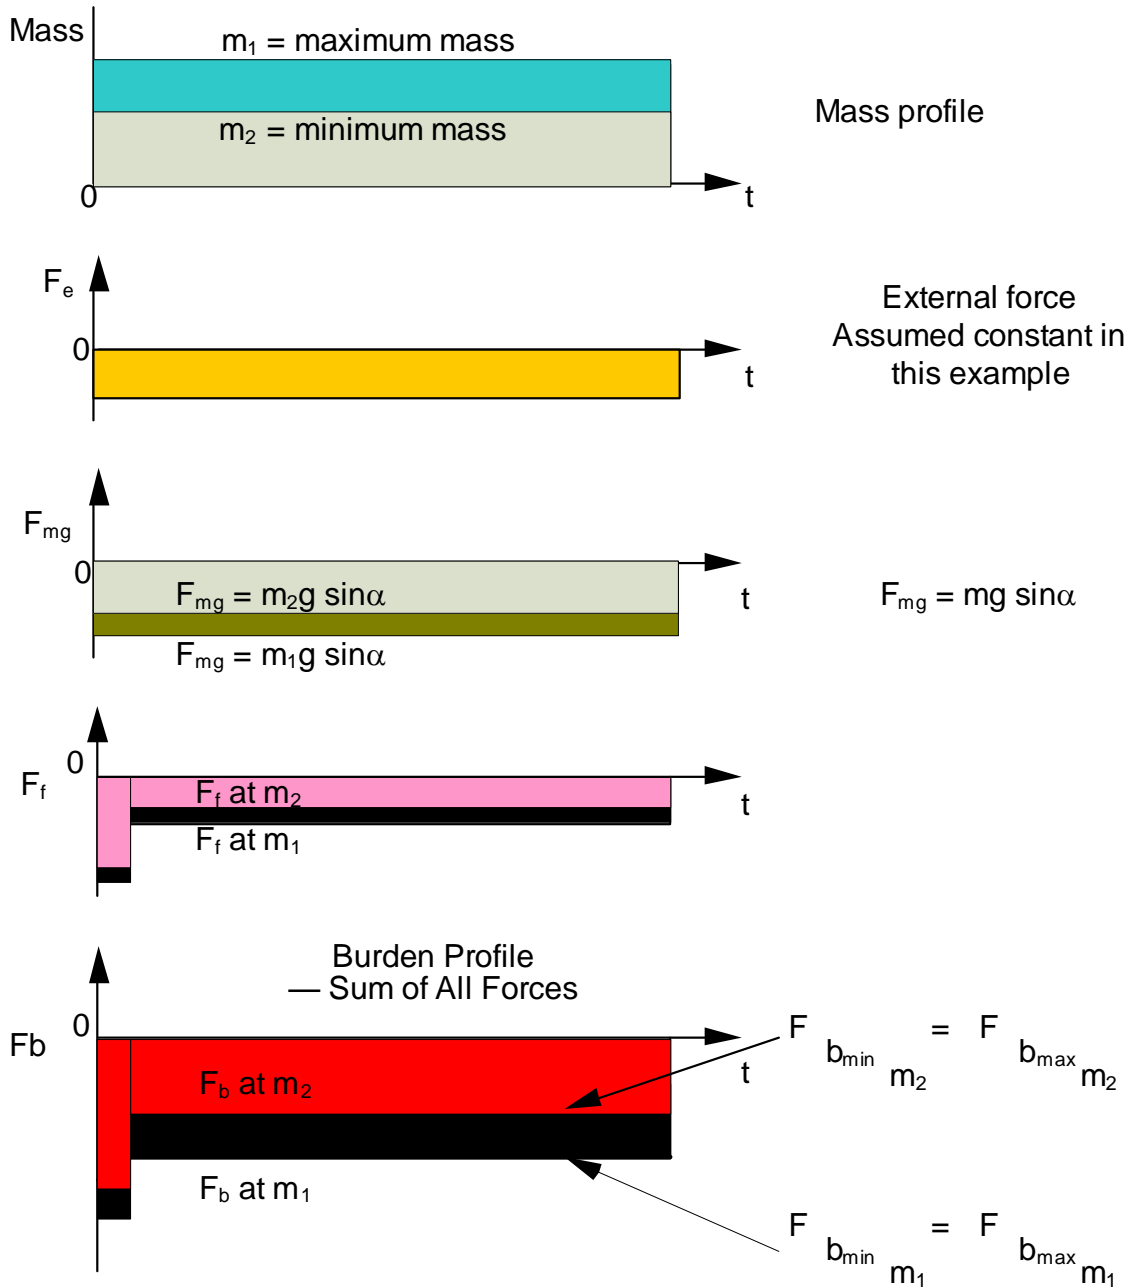 Mass
m₁ = maximum mass
m₂ = minimum mass
Mass profile
0
t
Fₑ
0
t
External force
Assumed constant in
this example
Fmg
0
Fmg = m₂g sinα
Fmg = m₁g sinα
t
Fmg = mg sinα
0
Ff
Ff at m₂
Ff at m₁
t
Burden Profile
— Sum of All Forces
0
Fb
Fb at m₂
Fb at m₁
t
F bmin m₂ = F bmax m₂
F bmin m₁ = F bmax m₁